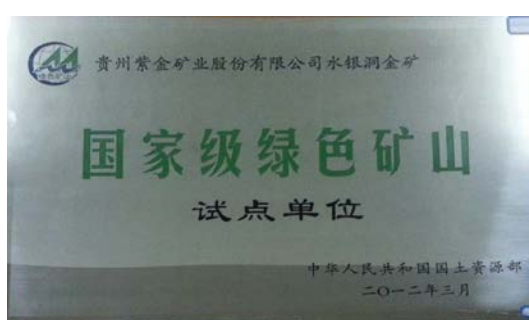 贵州紫金矿业股份有限公司水银洞金矿
国家级绿色矿山
试点单位
中华人民共和国国土资源部
二〇一二年三月